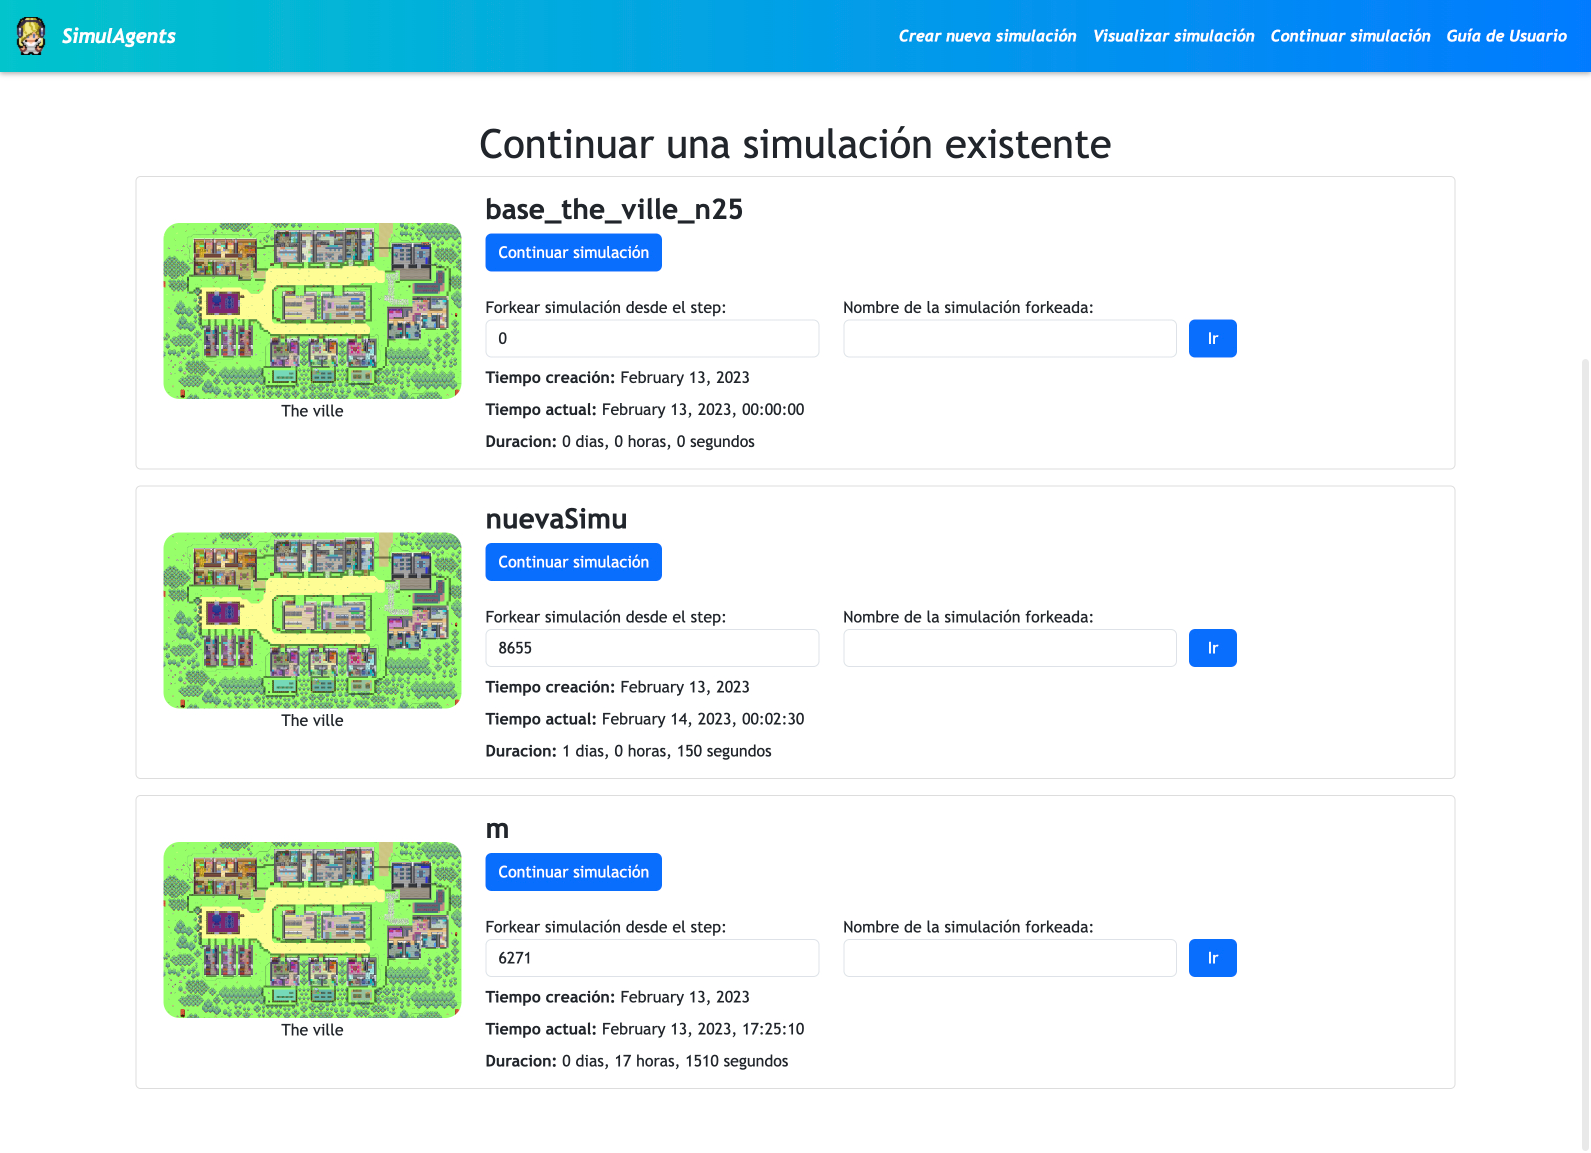 SimulAgents
Crear nueva simulación Visualizar simulación Continuar simulación Guía de Usuario
Continuar una simulación existente
base_the_ville_n25
Continuar simulación
Forkear simulación desde el step: Nombre de la simulación forkeada:
0 Ir
Tiempo creación: February 13, 2023
Tiempo actual: February 13, 2023, 00:00:00
The ville
Duracion: 0 dias, 0 horas, 0 segundos
nuevaSimu
Continuar simulación
Forkear simulación desde el step: Nombre de la simulación forkeada:
8655 Ir
Tiempo creación: February 13, 2023
Tiempo actual: February 14, 2023, 00:02:30
The ville
Duracion: 1 dias, 0 horas, 150 segundos
m
Continuar simulación
Forkear simulación desde el step: Nombre de la simulación forkeada:
6271 Ir
Tiempo creación: February 13, 2023
Tiempo actual: February 13, 2023, 17:25:10
The ville
Duracion: 0 dias, 17 horas, 1510 segundos